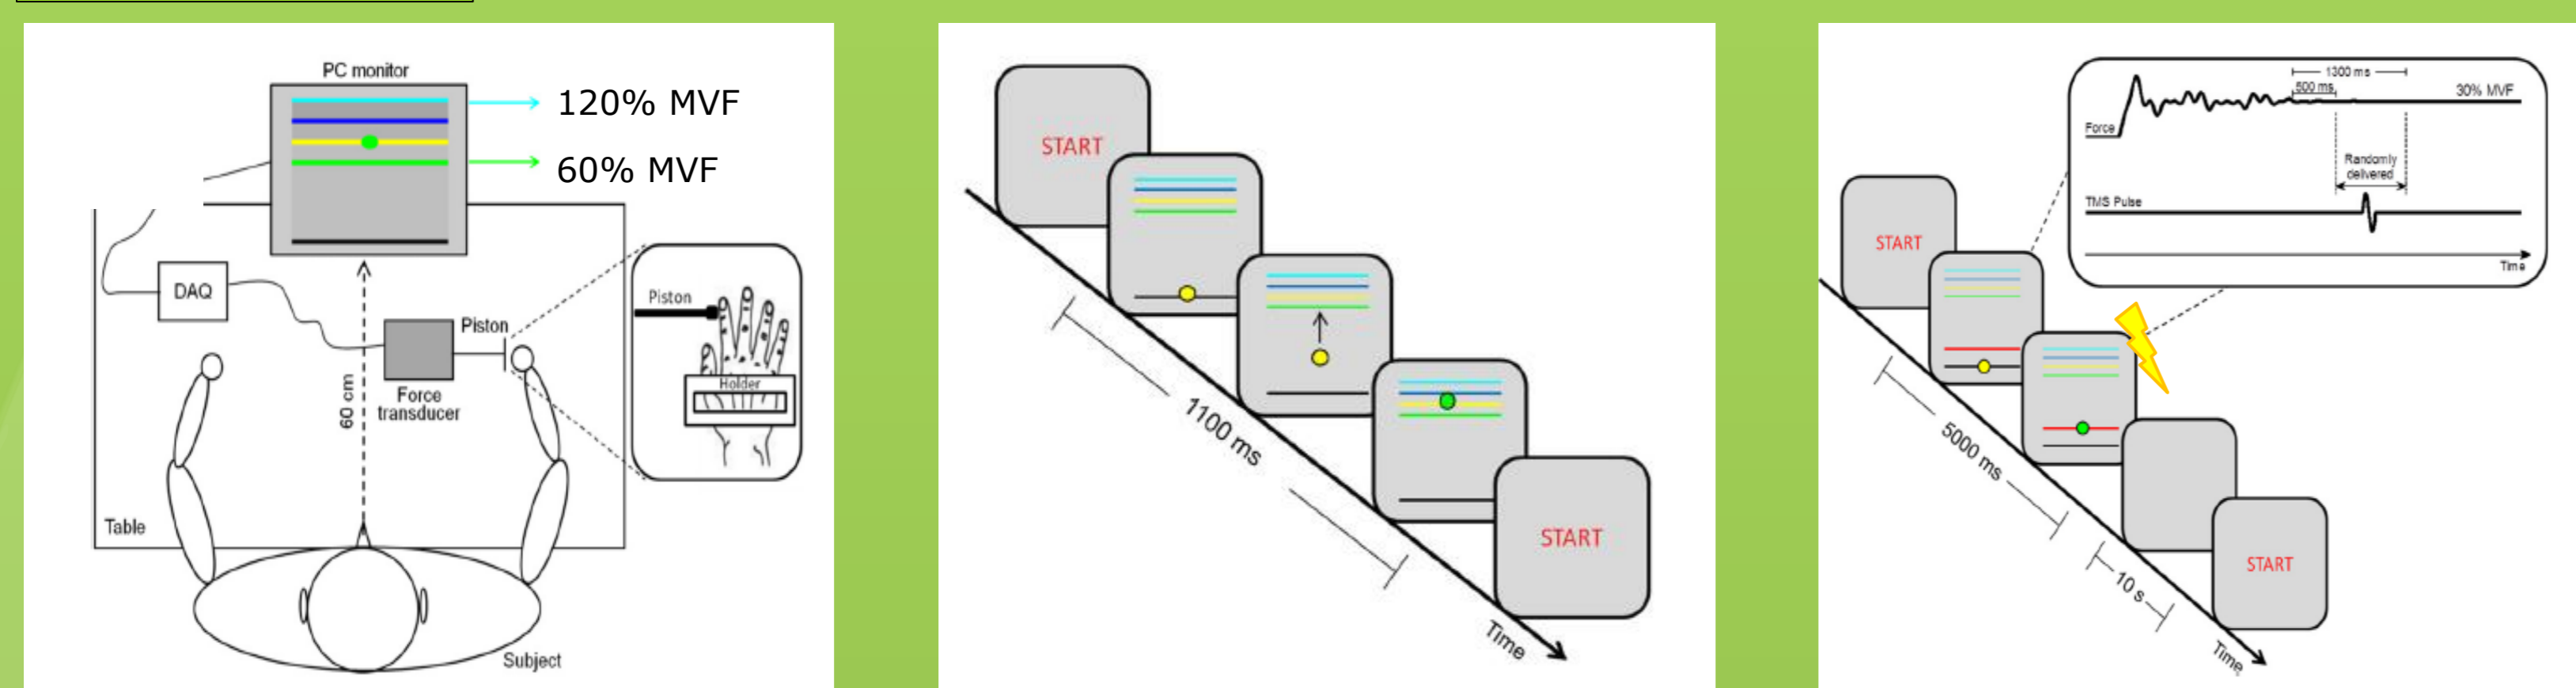 PC monitor
120% MVF
60% MVF
DAQ
Piston
Force
transducer
60 cm
Piston
Holder
Table
Subject
START
1100 ms
START
Time
1300 ms
500 ms
30% MVF
Force
Randomly
delivered
TMS Pulse
Time
START
5000 ms
10 s
START
Time